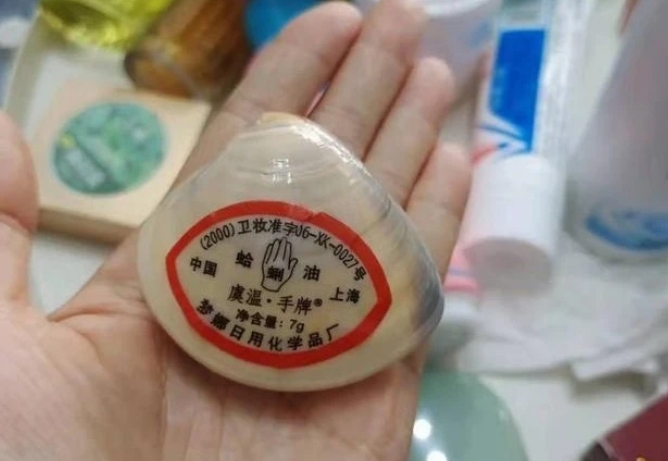 (2000)卫妆准字06-XK-0027号
中国 蛤蜊油 上海
虞温·手牌®
净含量：7g
梦娜日用化学品厂